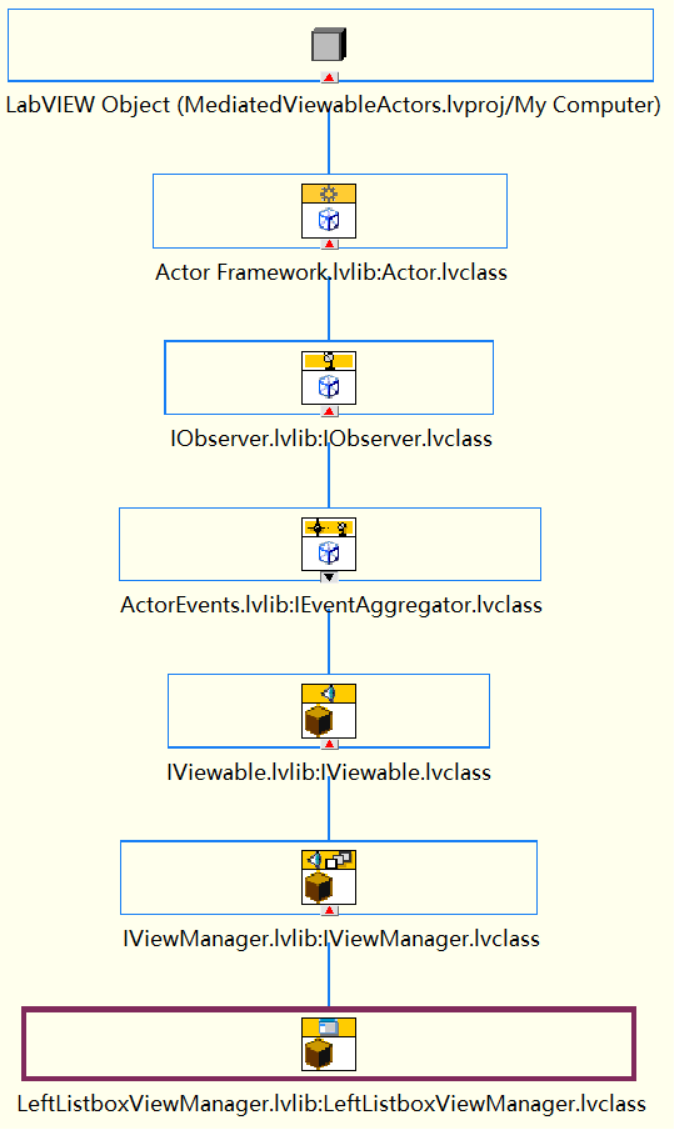 LabVIEW Object (MediatedViewableActors.lvproj/My Computer)
Actor Framework.lvlib:Actor.lvclass
IObserver.lvlib:IObserver.lvclass
ActorEvents.lvlib:IEventAggregator.lvclass
IViewable.lvlib:IViewable.lvclass
IViewManager.lvlib:IViewManager.lvclass
LeftListboxViewManager.lvlib:LeftListboxViewManager.lvclass